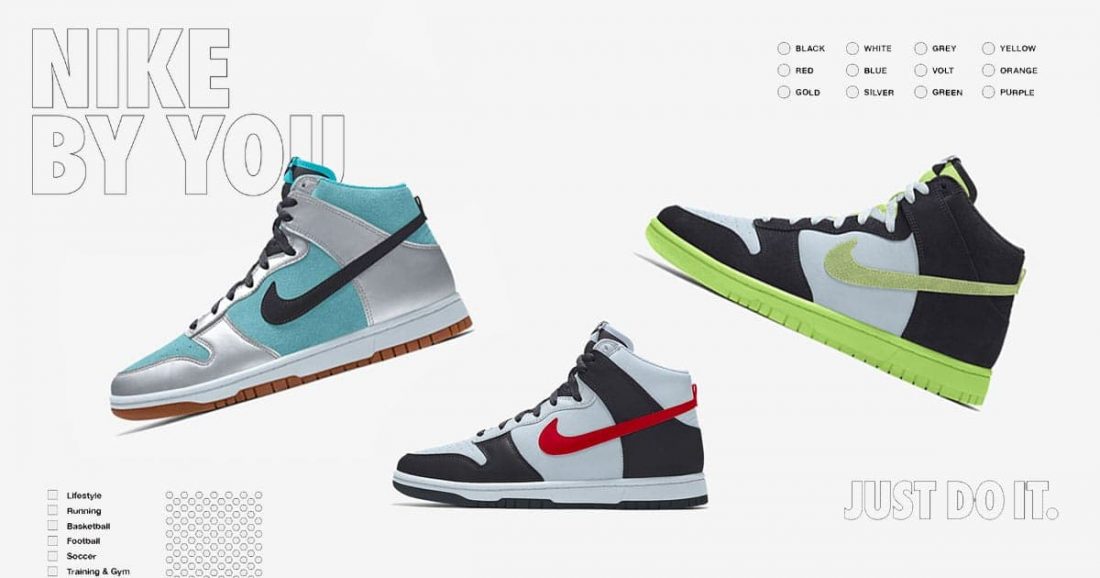 NIKE
BY YOU
BLACK WHITE GREY YELLOW
RED BLUE VOLT ORANGE
GOLD SILVER GREEN PURPLE
Lifestyle
Running
Basketball
Football
Soccer
Training & Gym
JUST DO IT.